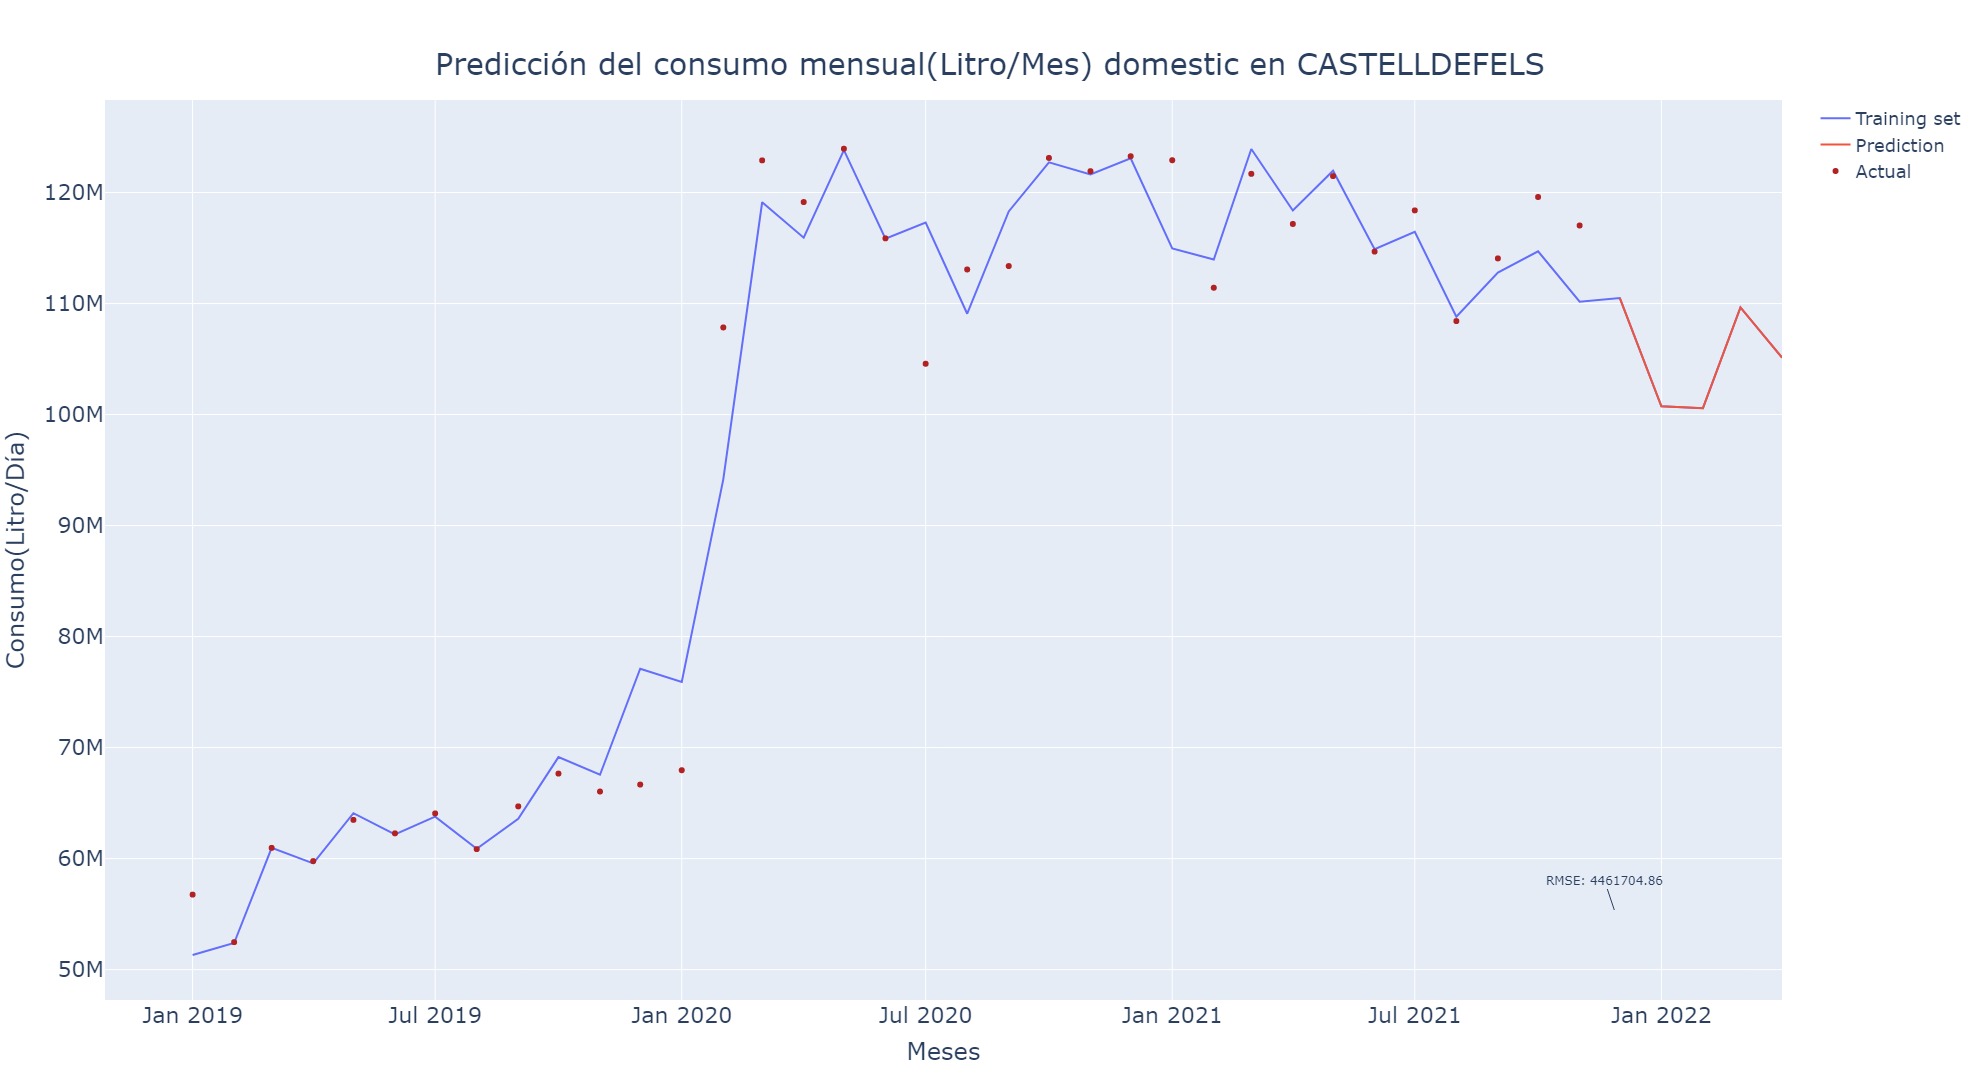 Predicción del consumo mensual(Litro/Mes) domestic en CASTELLDEFELS
Training set
Prediction
Actual
Consumo(Litro/Día)
120M
110M
100M
90M
80M
70M
60M
50M
RMSE: 4461704.86
Jan 2019
Jul 2019
Jan 2020
Jul 2020
Jan 2021
Jul 2021
Jan 2022
Meses